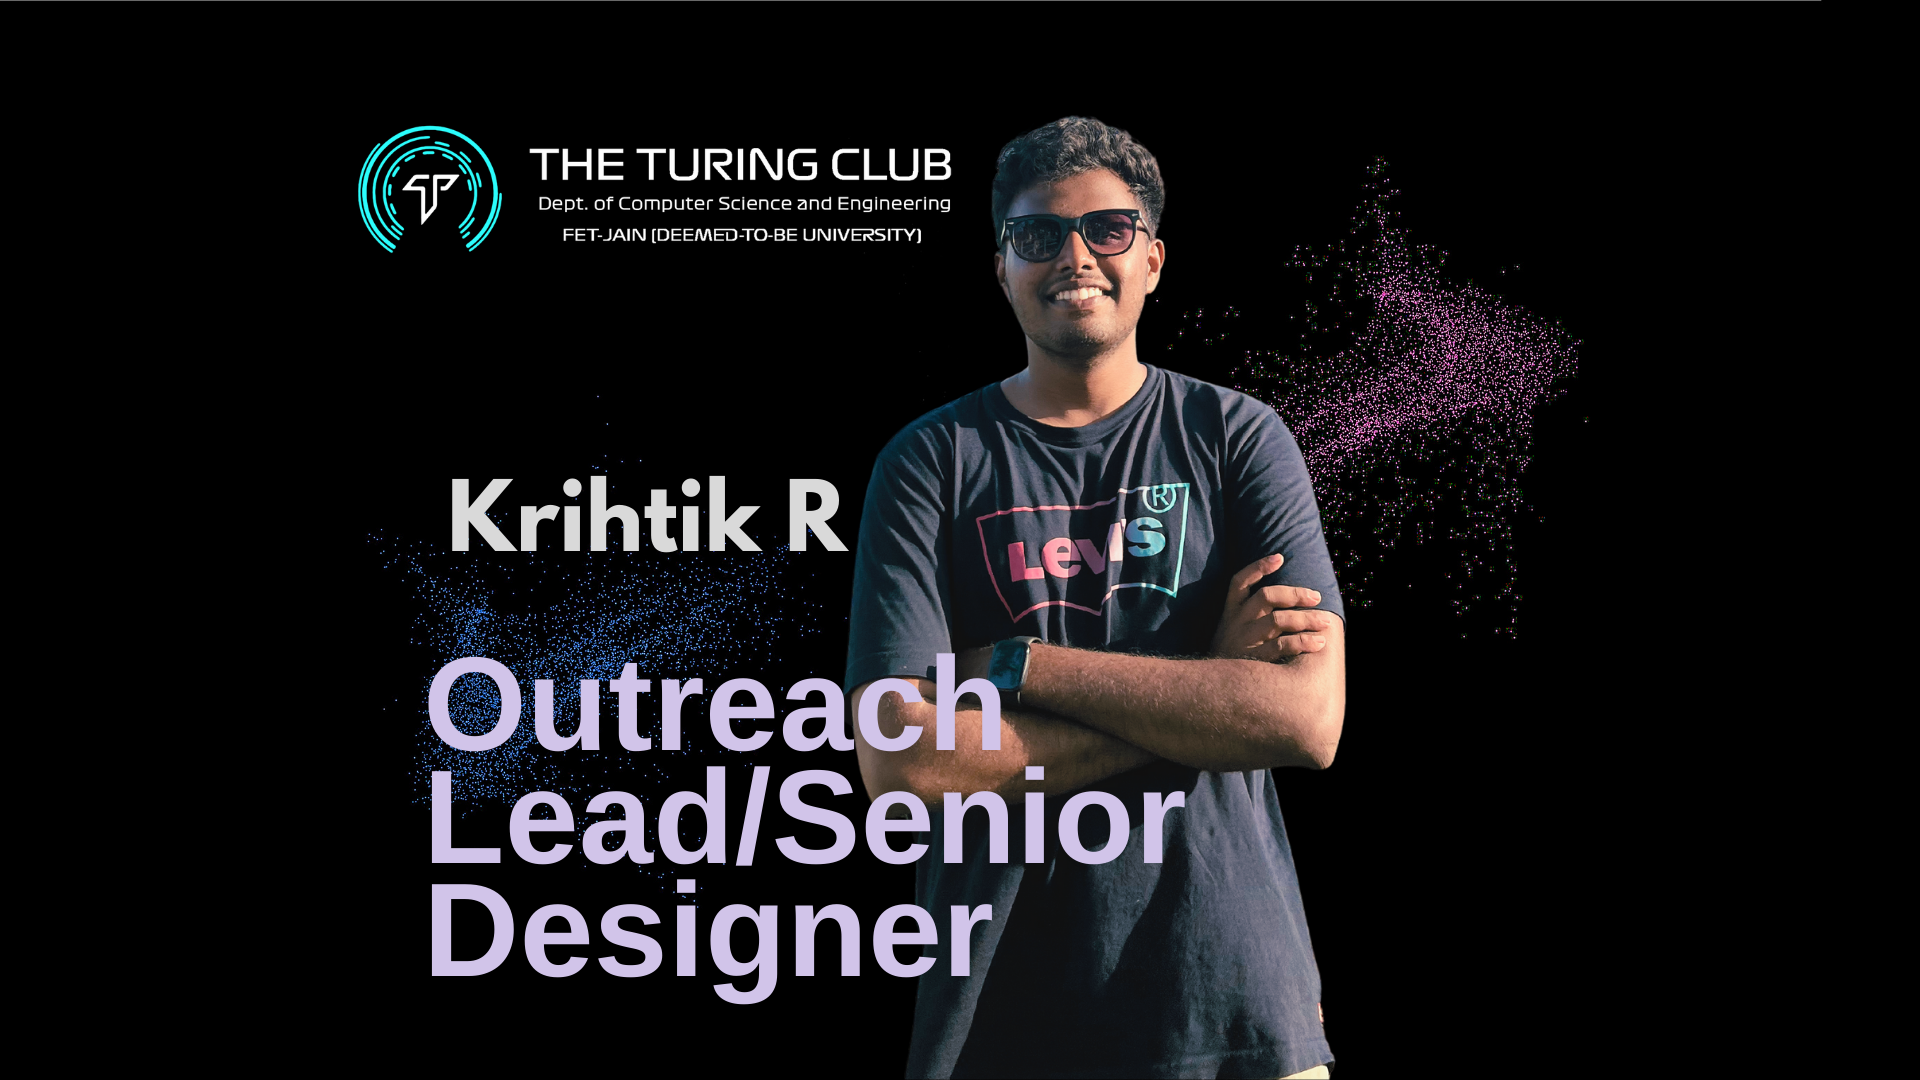 THE TURING CLUB
Dept. of Computer Science and Engineering
FET-JAIN (DEEMED-TO-BE UNIVERSITY)
Krihtik R
Levi's
®
Outreach
Lead/Senior
Designer